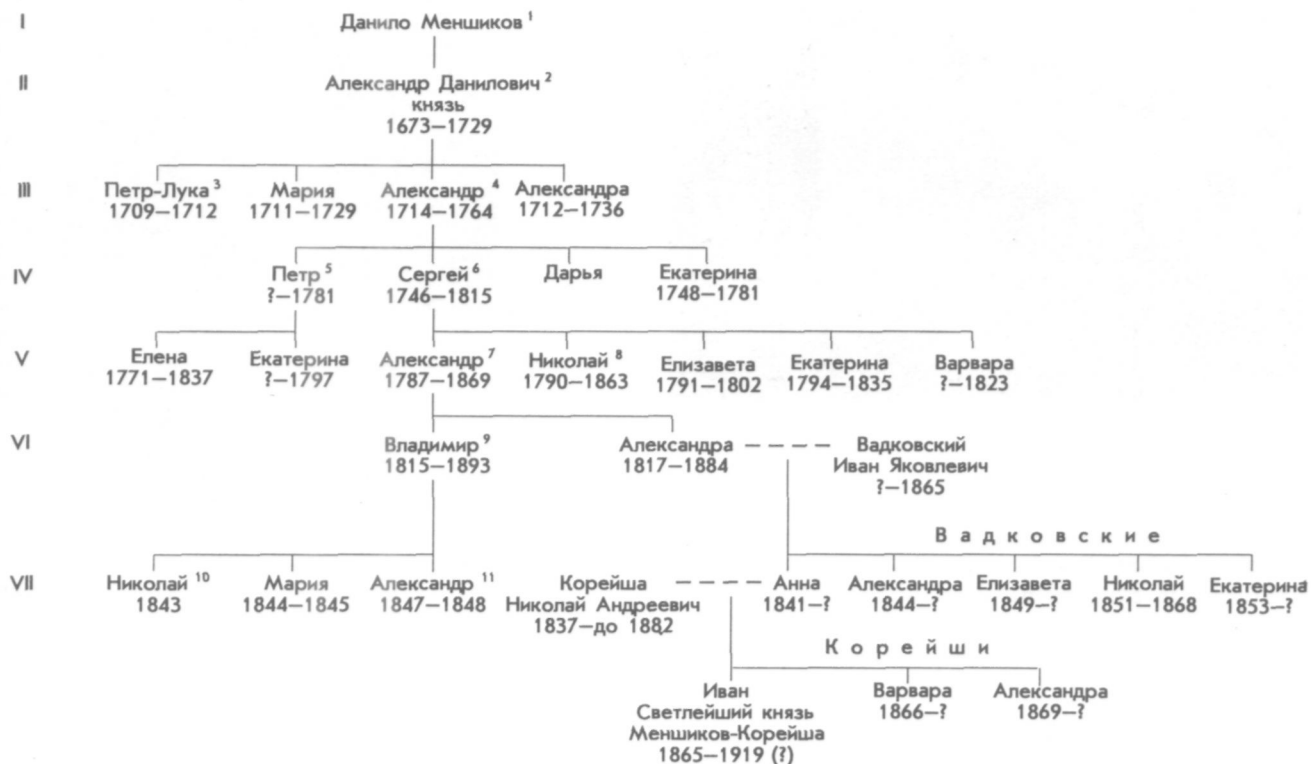 I Данило Меншиков 1
II Александр Данилович 2
князь
1673—1729
III Петр-Лука 3 Мария Александр 4 Александра
1709—1712 1711—1729 1714—1764 1712—1736
IV Петр 5 Сергей 6 Дарья Екатерина
?—1781 1746—1815 1748—1781
V Елена Екатерина Александр 7 Николай 8 Елизавета Екатерина Варвара
1771—1837 ?—1797 1787—1869 1790—1863 1791—1802 1794—1835 ?—1823
VI Владимир 9 Александра Вадковский
1815—1893 1817—1884 Иван Яковлевич
?—1865
Вадковские
VII Николай 10 Мария Александр 11 Корейша Анна Александра Елизавета Николай Екатерина
1843 1844—1845 1847—1848 Николай Андреевич 1841—? 1844—? 1849—? 1851—1868 1853—?
1837—до 1882
Корейши
Иван Варвара Александра
Светлейший князь 1866—? 1869—?
Меншиков-Корейша
1865—1919 (?)